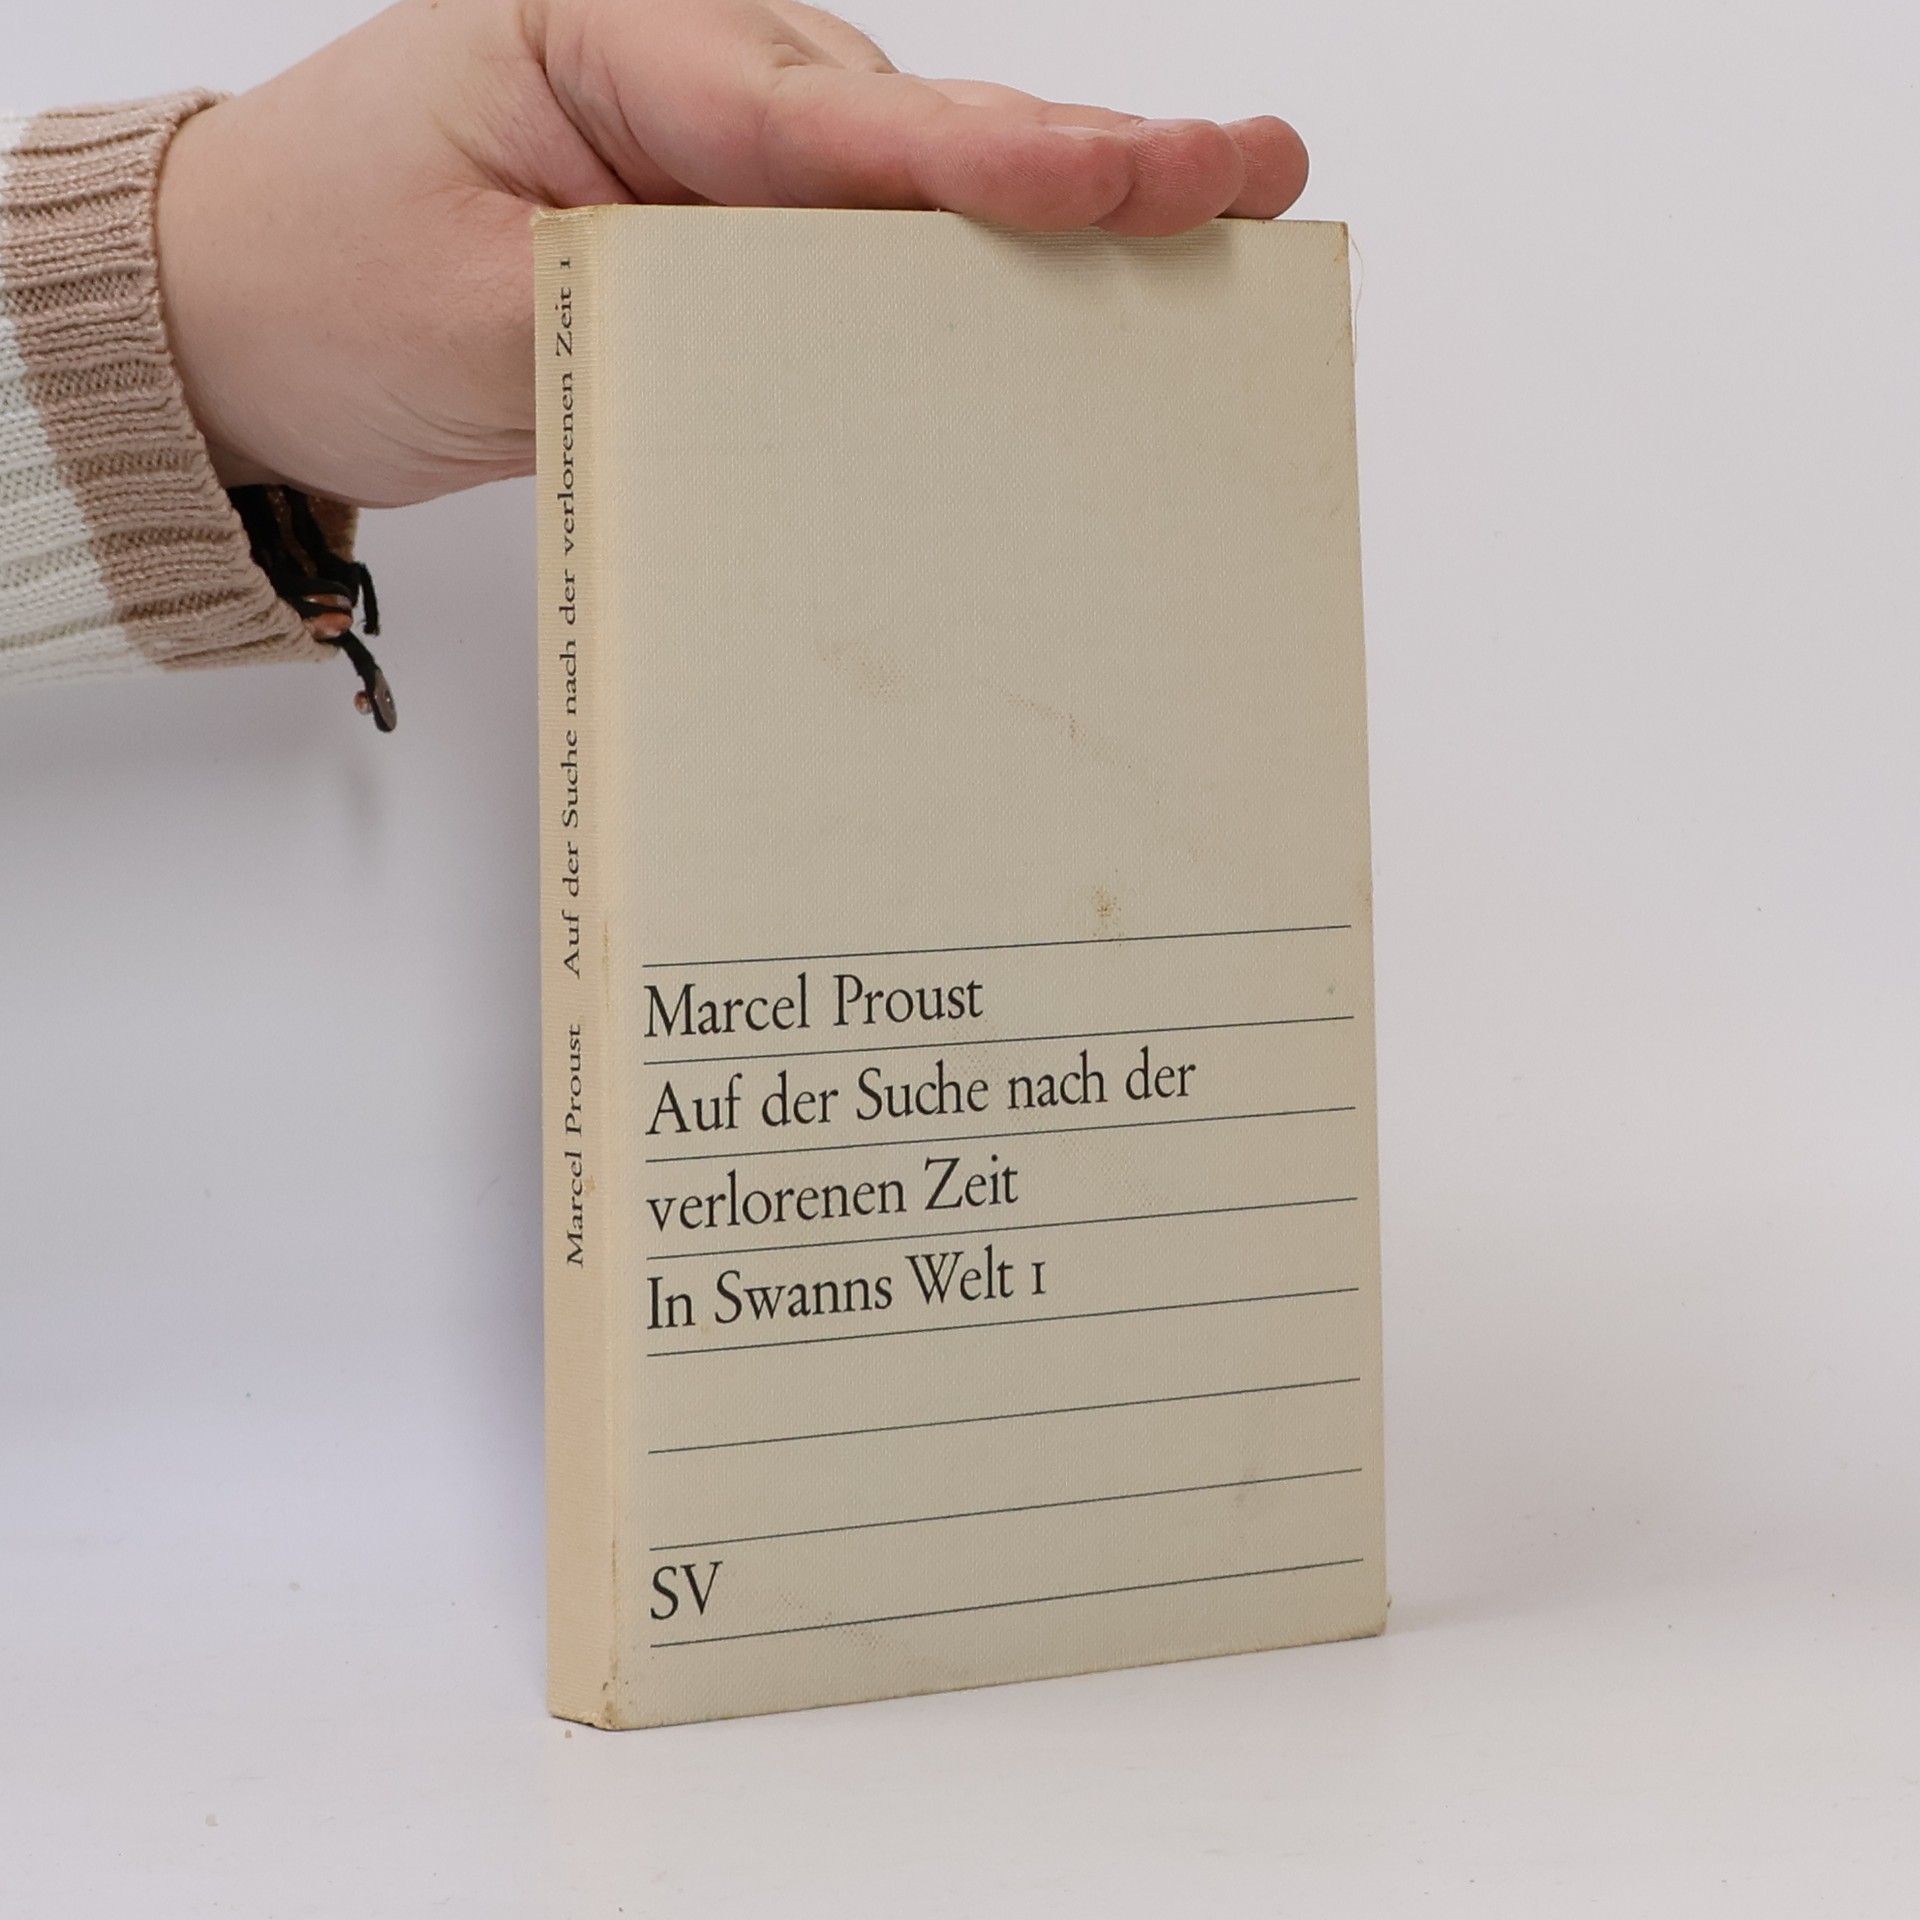 Marcel Proust Auf der Suche nach der verlorenen Zeit 1
Marcel Proust
Auf der Suche nach der
verlorenen Zeit
In Swanns Welt 1
SV